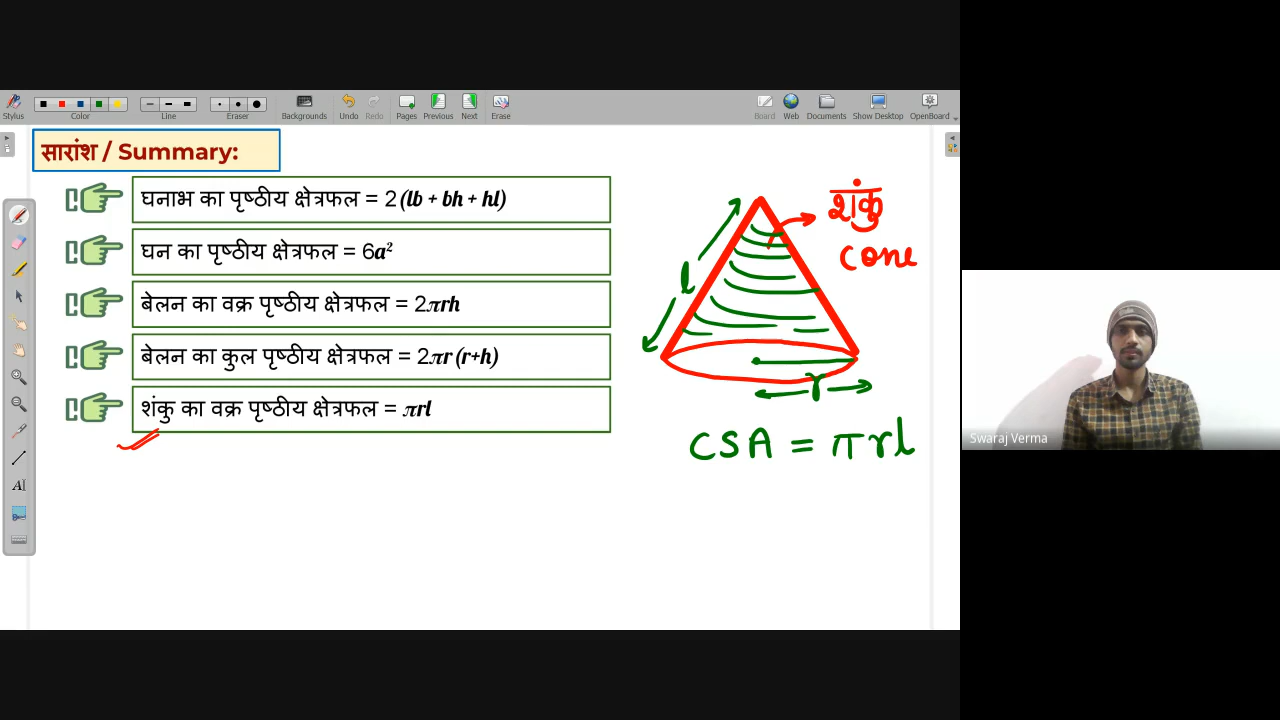 Stylus
Color
Line
Eraser
Backgrounds
Undo
Redo
Pages
Previous
Next
Erase
Board
Web
Documents
Show Desktop
OpenBoard
सारांश / Summary:
घनाभ का पृष्ठीय क्षेत्रफल = 2(lb + bh + hl)
घन का पृष्ठीय क्षेत्रफल = 6a²
बेलन का वक्र पृष्ठीय क्षेत्रफल = 2πrh
बेलन का कुल पृष्ठीय क्षेत्रफल = 2πr(r+h)
शंकु का वक्र पृष्ठीय क्षेत्रफल = πrl
शंकु
cone
l
r
CSA = πrl
Swaraj Verma